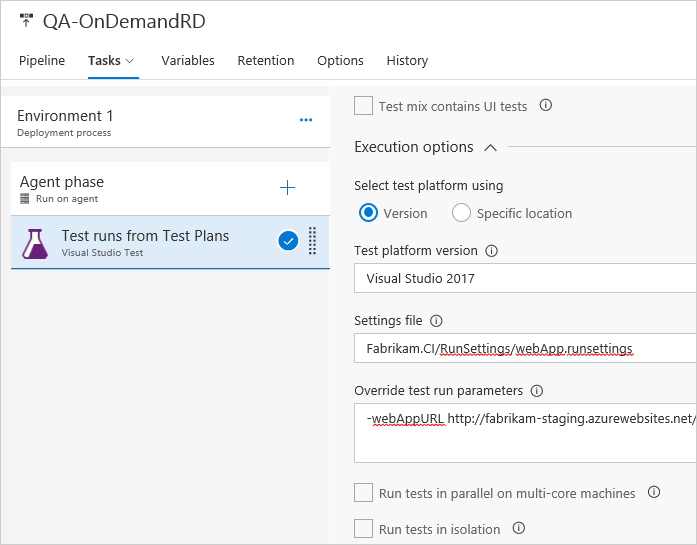 QA-OnDemandRD
Pipeline Tasks Variables Retention Options History
Environment 1
Deployment process
Agent phase
Run on agent
Test runs from Test Plans
Visual Studio Test
Test mix contains UI tests
Execution options
Select test platform using
Version Specific location
Test platform version
Visual Studio 2017
Settings file
Fabrikam.CI/RunSettings/webApp.runsettings
Override test run parameters
-webAppURL http://fabrikam-staging.azurewebsites.net/
Run tests in parallel on multi-core machines
Run tests in isolation